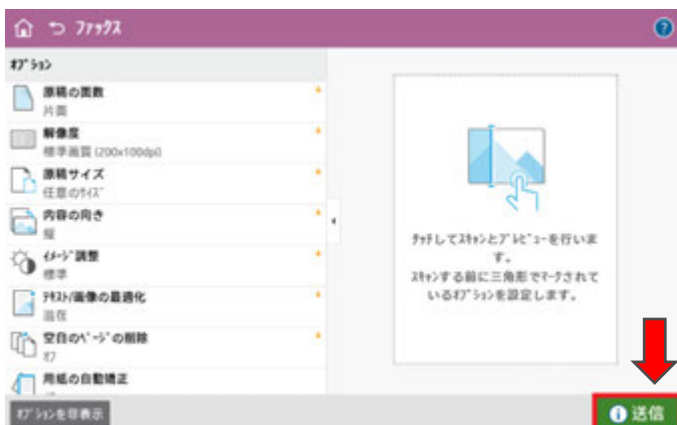 ファックス
オプション
原稿の面数
片面
解像度
標準画質 (200x100dpi)
原稿サイズ
任意のサイズ
内容の向き
縦
イメージ調整
標準
テキスト/画像の最適化
混在
空白のページの削除
オフ
用紙の自動矯正
オプションを非表示
タッチしてスキャンとプレビューを行いま
す。
スキャンする前に三角形でマークされて
いるオプションを設定します。
送信